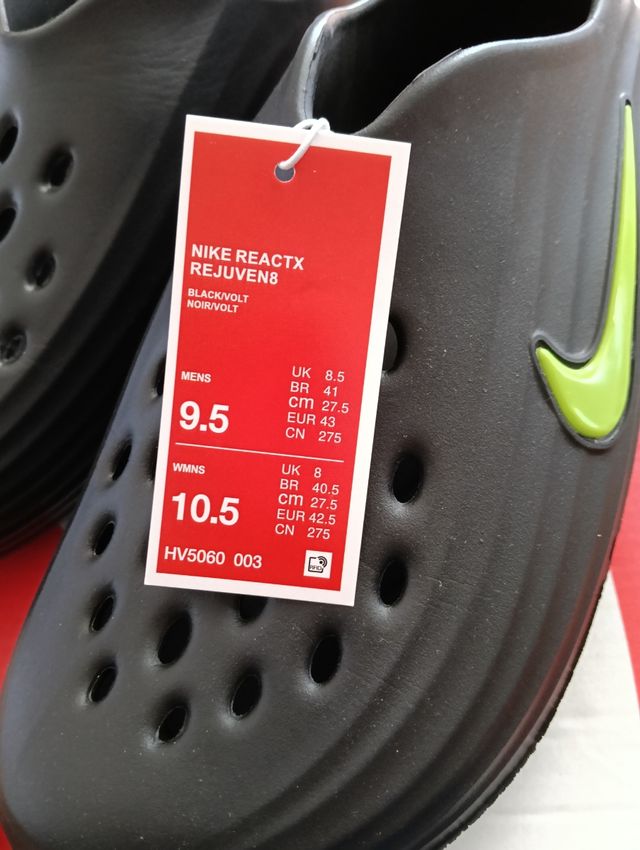 NIKE REACTX
REJUVEN8
BLACK/VOLT
NOIR/VOLT
MENS
9.5
UK 8.5
BR 41
cm 27.5
EUR 43
CN 275
WMNS
10.5
UK 8
BR 40.5
cm 27.5
EUR 42.5
CN 275
HV5060 003
RFID